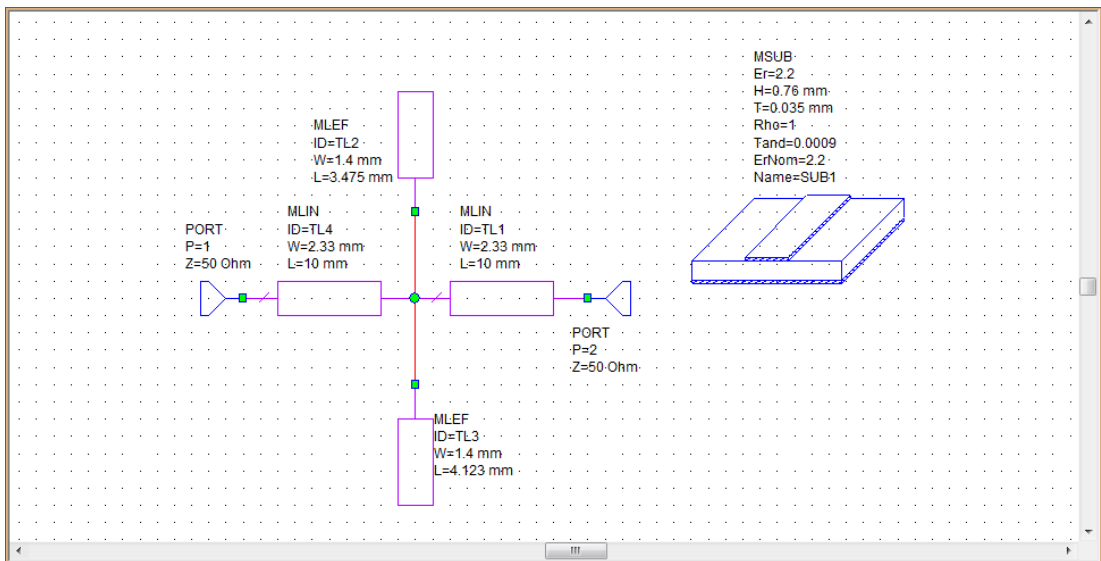 MSUB
Er=2.2
H=0.76 mm
T=0.035 mm
Rho=1
Tand=0.0009
ErNom=2.2
Name=SUB1
MLEF
ID=TL2
W=1.4 mm
L=3.475 mm
PORT
P=1
Z=50 Ohm
MLIN
ID=TL4
W=2.33 mm
L=10 mm
MLIN
ID=TL1
W=2.33 mm
L=10 mm
PORT
P=2
Z=50 Ohm
MLEF
ID=TL3
W=1.4 mm
L=4.123 mm